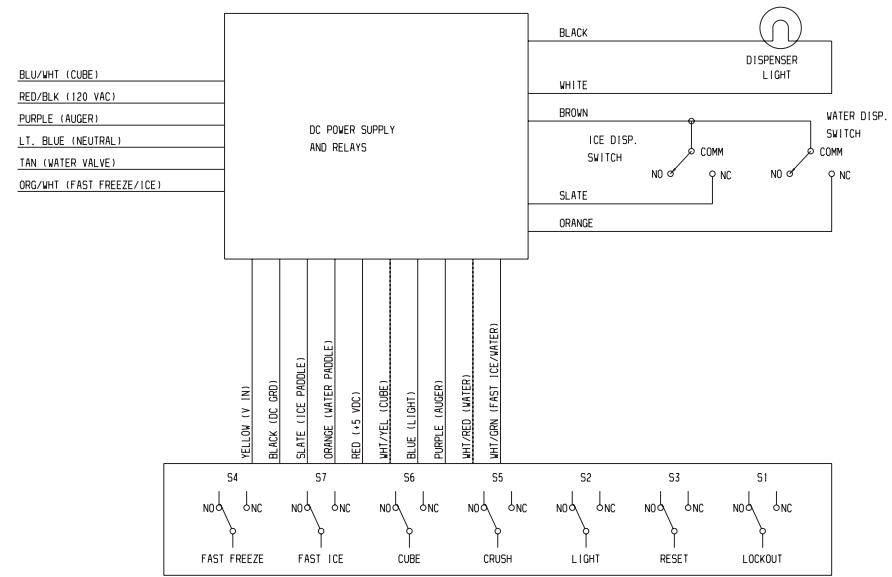 BLACK
DISPENSER
LIGHT
BLU/WHT (CUBE)
WHITE
RED/BLK (120 VAC)
BROWN
WATER DISP.
SWITCH
PURPLE (AUGER)
DC POWER SUPPLY
AND RELAYS
ICE DISP.
SWITCH
COMM
COMM
LT. BLUE (NEUTRAL)
TAN (WATER VALVE)
NO
NC
NO
NC
ORG/WHT (FAST FREEZE/ICE)
SLATE
ORANGE
YELLOW (V IN)
BLACK (DC GRD)
SLATE (ICE PADDLE)
ORANGE (WATER PADDLE)
RED (+5 VDC)
WHT/YEL (CUBE)
BLUE (LIGHT)
PURPLE (AUGER)
WHT/RED (WATER)
WHT/GRN (FAST ICE/WATER)
S4
S7
S6
S5
S2
S3
S1
NO
NC
NO
NC
NO
NC
NO
NC
NO
NC
NO
NC
NO
NC
FAST FREEZE
FAST ICE
CUBE
CRUSH
LIGHT
RESET
LOCKOUT